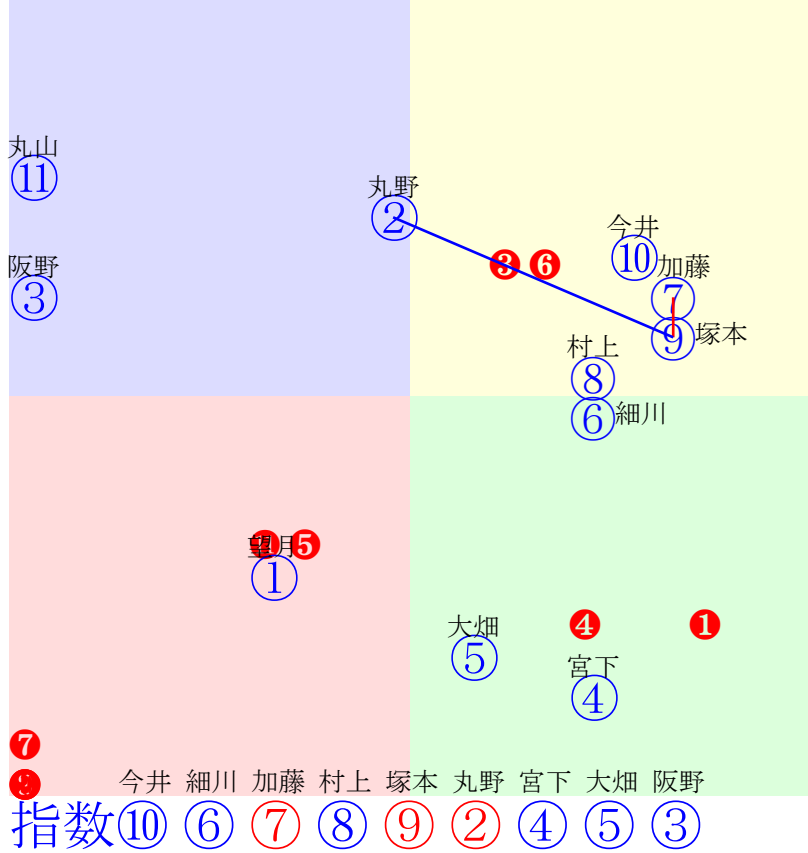 丸山
⑪
丸野
②
今井
⑩
阪野
③
❸ ❻
加藤
⑦
塚本
⑨
村上
⑧
細川
⑥
望月
❺
①
大畑
⑤
❹ ❶
宮下
④
❼
今井 細川 加藤 村上 塚本 丸野 宮下 大畑 阪野
指数⑩⑥⑦⑧⑨②④⑤③